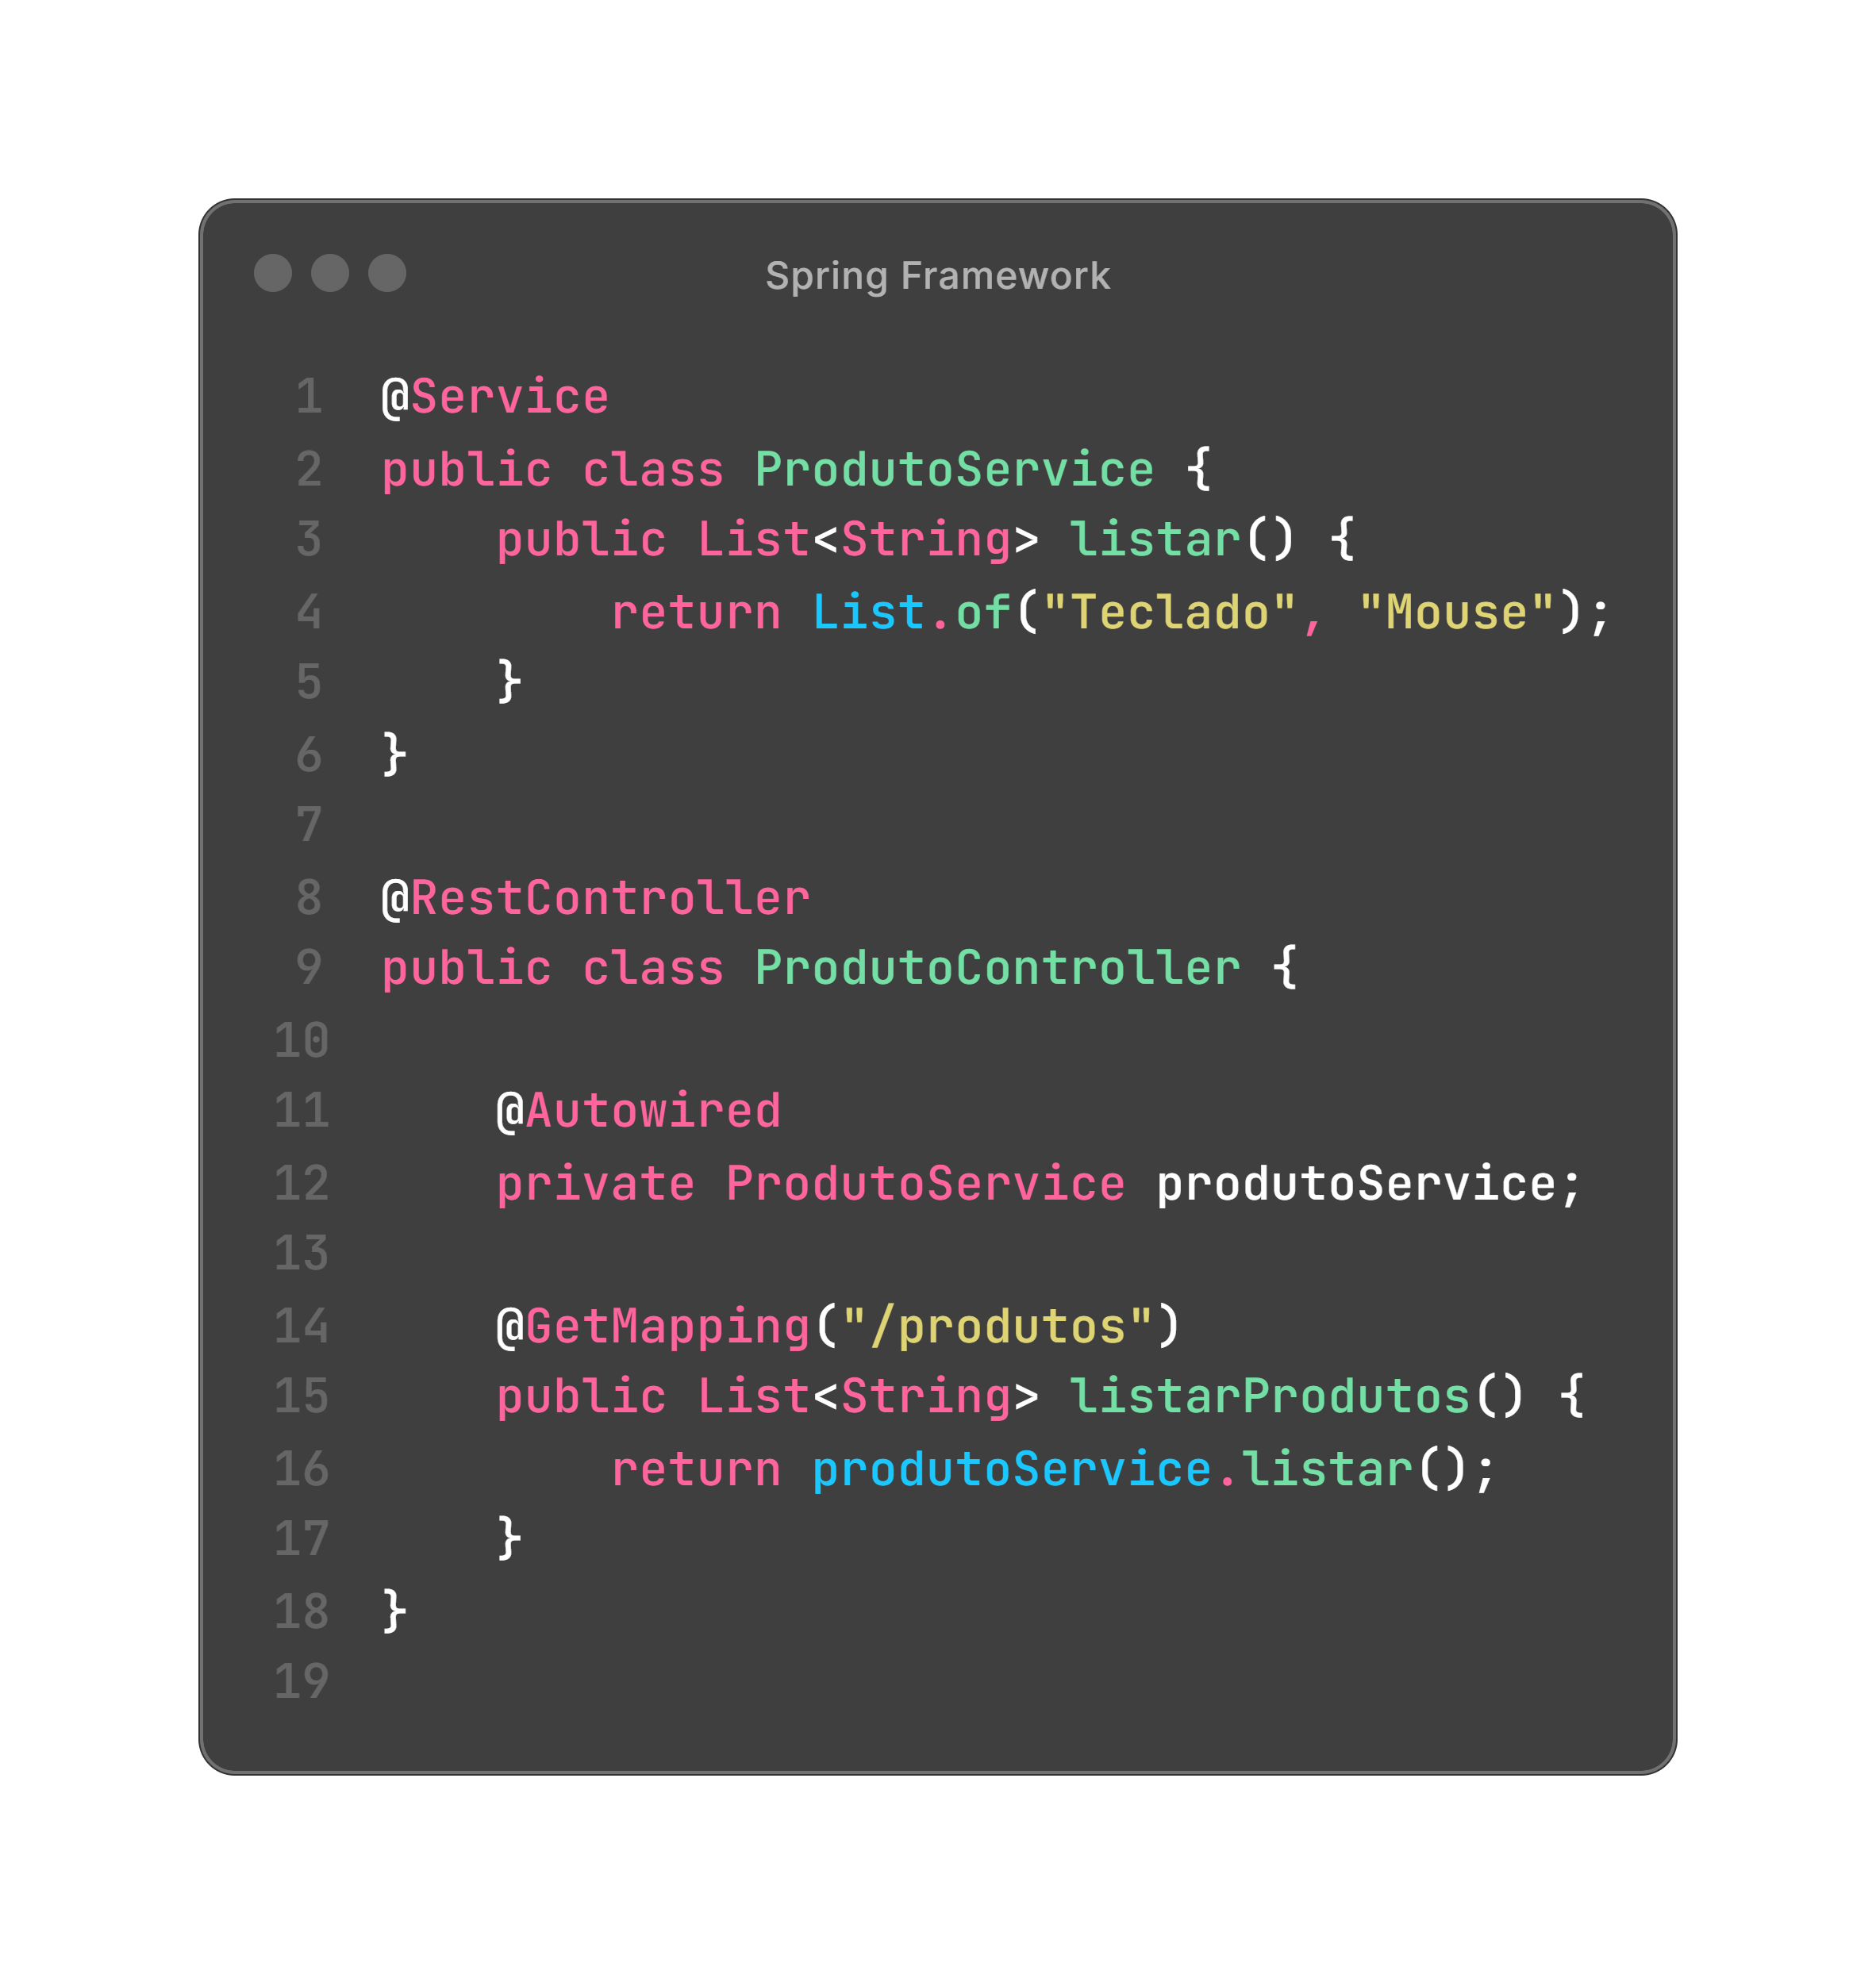 Spring Framework
1 @Service
2 public class ProdutoService {
3     public List<String> listar() {
4         return List.of("Teclado", "Mouse");
5     }
6 }
7
8 @RestController
9 public class ProdutoController {
10
11     @Autowired
12     private ProdutoService produtoService;
13
14     @GetMapping("/produtos")
15     public List<String> listarProdutos() {
16         return produtoService.listar();
17     }
18 }
19